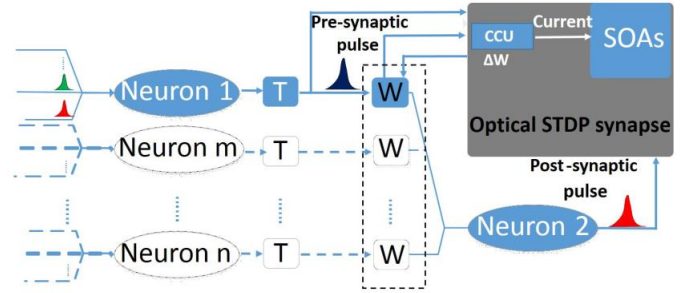 Pre-synaptic
pulse
CCU
Current
SOAs
ΔW
Optical STDP synapse
Neuron 1
T
W
Neuron m
T
W
Post-synaptic
pulse
Neuron 2
Neuron n
T
W